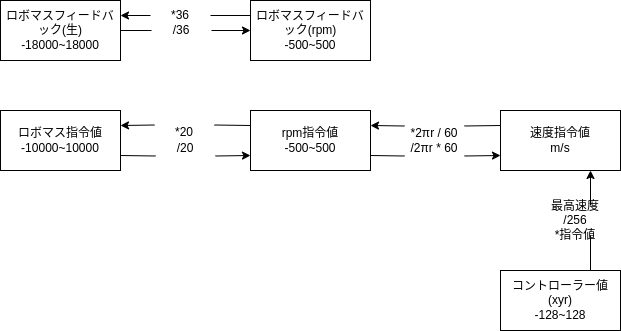 ロボマスフィードバ
ック(生)
-18000~18000
*36
/36
ロボマスフィードバ
ック(rpm)
-500~500
ロボマス指令値
-10000~10000
*20
/20
rpm指令値
-500~500
*2πr / 60
/2πr * 60
速度指令値
m/s
最高速度
/256
*指令値
コントローラー値
(xyr)
-128~128